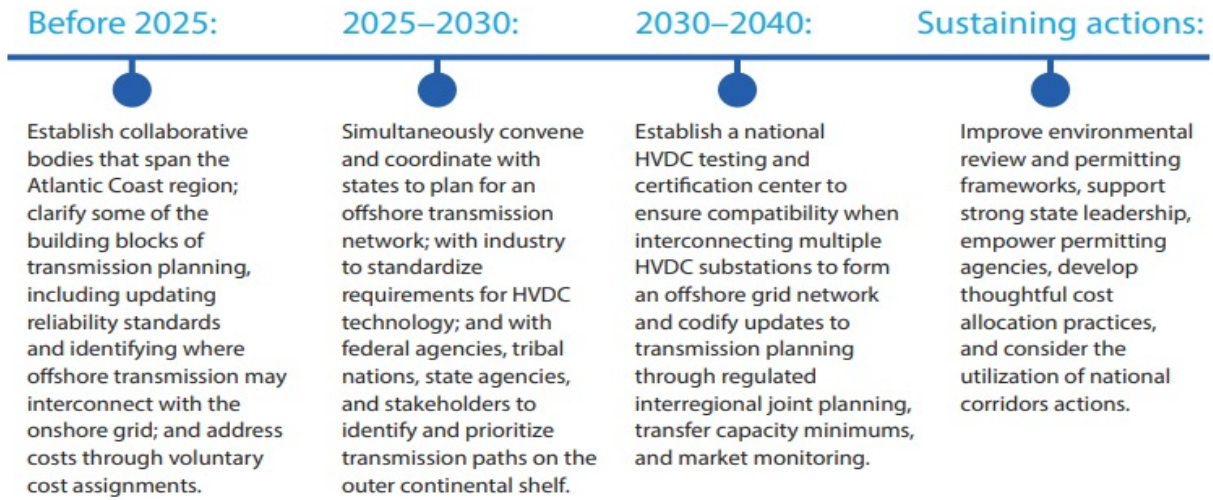 Before 2025:
Establish collaborative
bodies that span the
Atlantic Coast region;
clarify some of the
building blocks of
transmission planning,
including updating
reliability standards
and identifying where
offshore transmission may
interconnect with the
onshore grid; and address
costs through voluntary
cost assignments.
2025–2030:
Simultaneously convene
and coordinate with
states to plan for an
offshore transmission
network; with industry
to standardize
requirements for HVDC
technology; and with
federal agencies, tribal
nations, state agencies,
and stakeholders to
identify and prioritize
transmission paths on the
outer continental shelf.
2030–2040:
Establish a national
HVDC testing and
certification center to
ensure compatibility when
interconnecting multiple
HVDC substations to form
an offshore grid network
and codify updates to
transmission planning
through regulated
interregional joint planning,
transfer capacity minimums,
and market monitoring.
Sustaining actions:
Improve environmental
review and permitting
frameworks, support
strong state leadership,
empower permitting
agencies, develop
thoughtful cost
allocation practices,
and consider the
utilization of national
corridors actions.